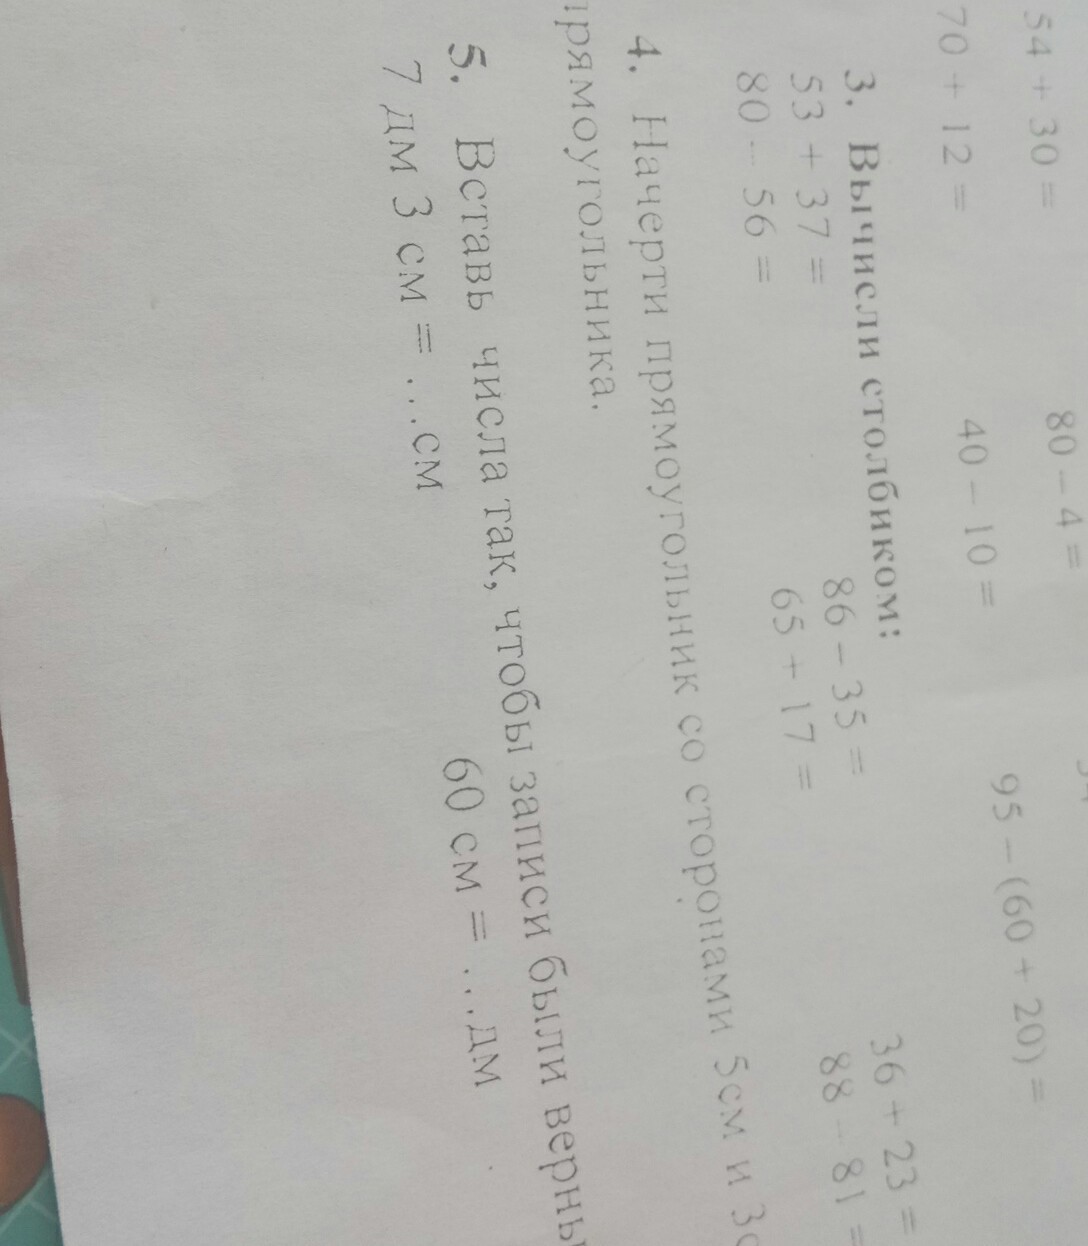 54 + 30 = 80 – 4 =
70 + 12 = 40 – 10 = 95 – (60 + 20) =
3. Вычисли столбиком:
53 + 37 = 86 – 35 = 36 + 23 =
80 – 56 = 65 + 17 = 88 – 81 =
4. Начерти прямоугольник со сторонами 5см и 3
прямоугольника.
5. Вставь числа так, чтобы записи были верны
7 дм 3 см = ...см 60 см = ...дм